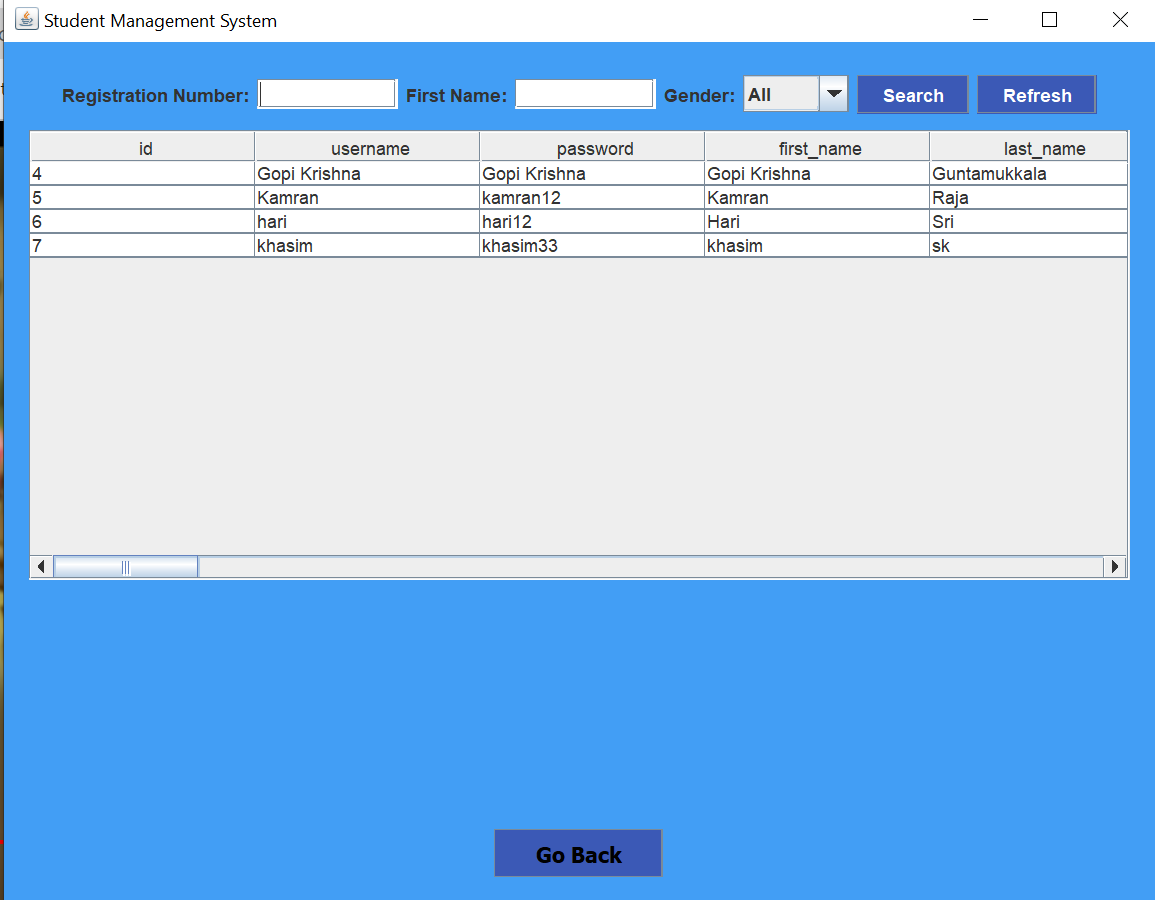 Student Management System
Registration Number: First Name: Gender: All Search Refresh
id username password first_name last_name
4 Gopi Krishna Gopi Krishna Gopi Krishna Guntamukkala
5 Kamran kamran12 Kamran Raja
6 hari hari12 Hari Sri
7 khasim khasim33 khasim sk
Go Back